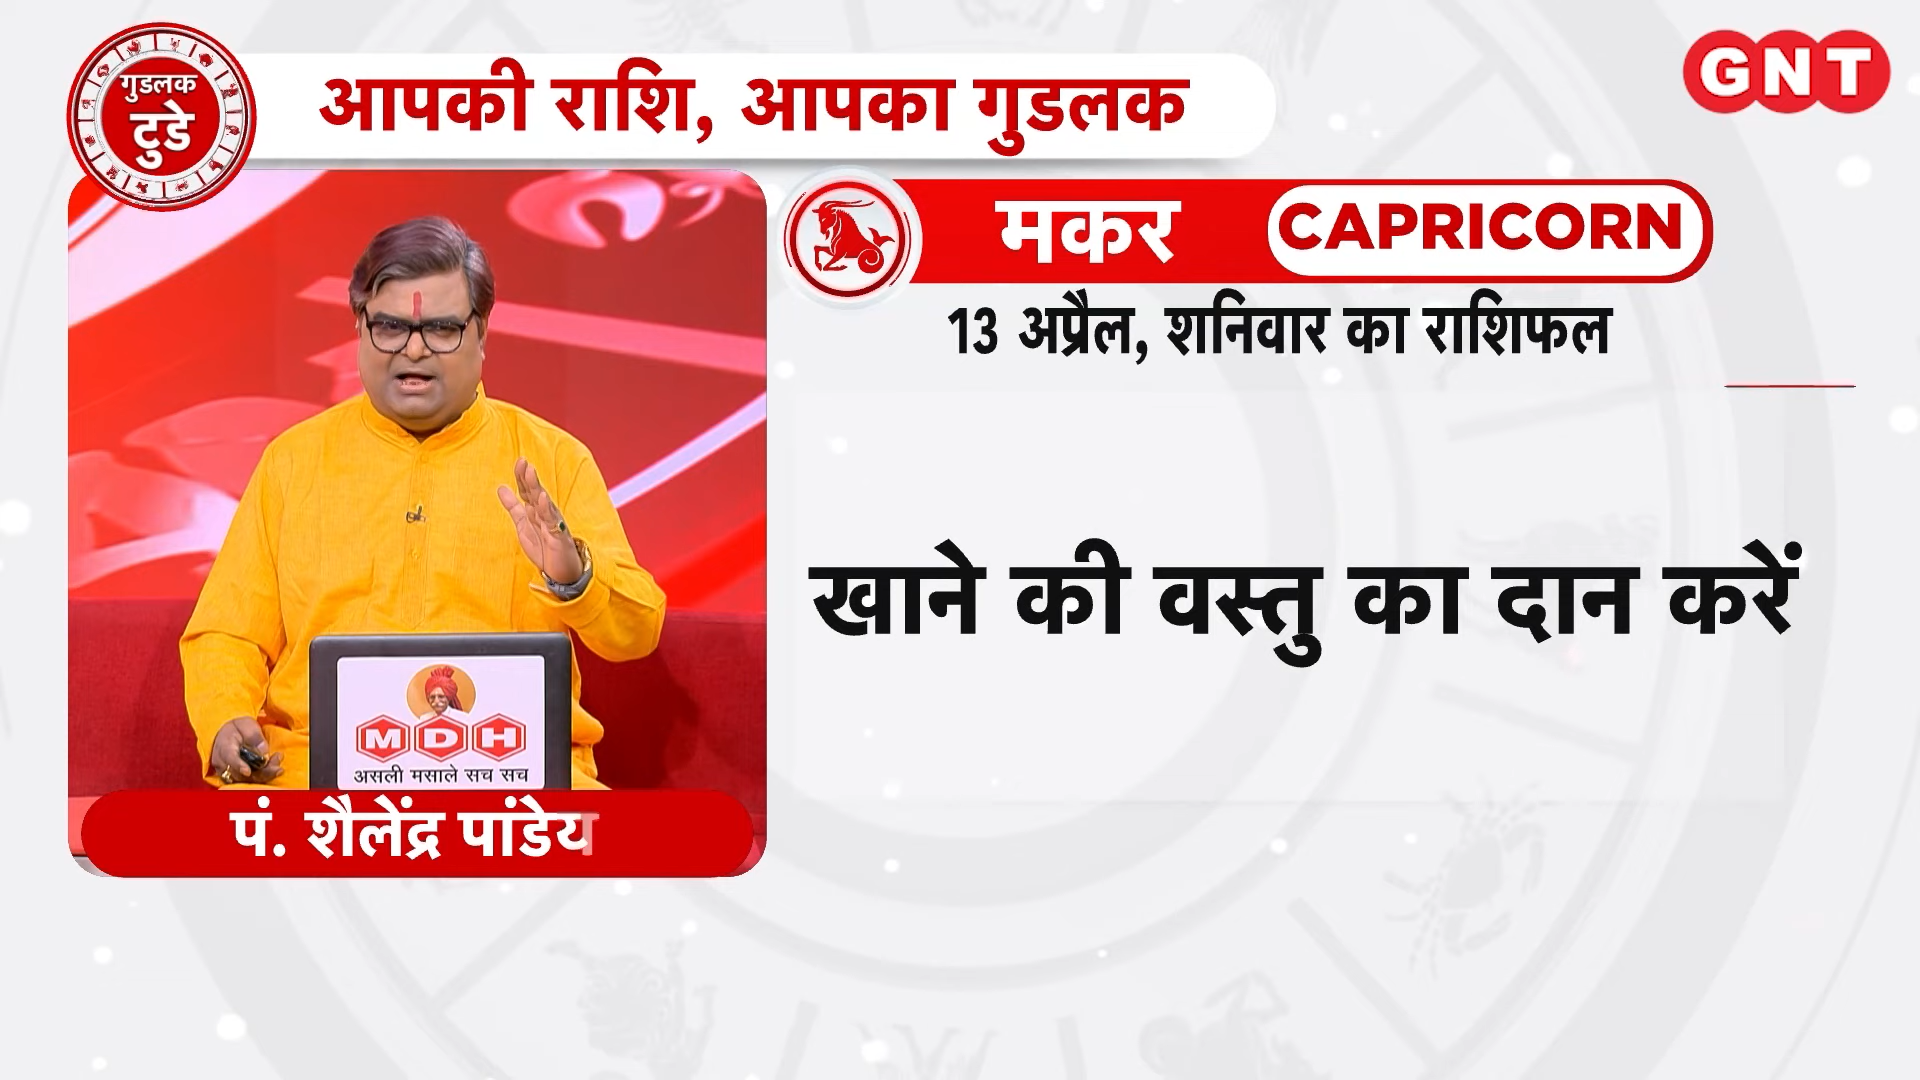 गुडलक
टुडे
आपकी राशि, आपका गुडलक
GNT
मकर
CAPRICORN
13 अप्रैल, शनिवार का राशिफल
खाने की वस्तु का दान करें
MDH
असली मसाले सच सच
पं. शैलेंद्र पांडेय